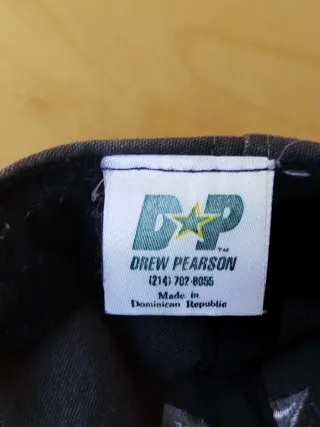 D P
TM
DREW PEARSON
(214) 702-8055
Made in
Dominican Republic